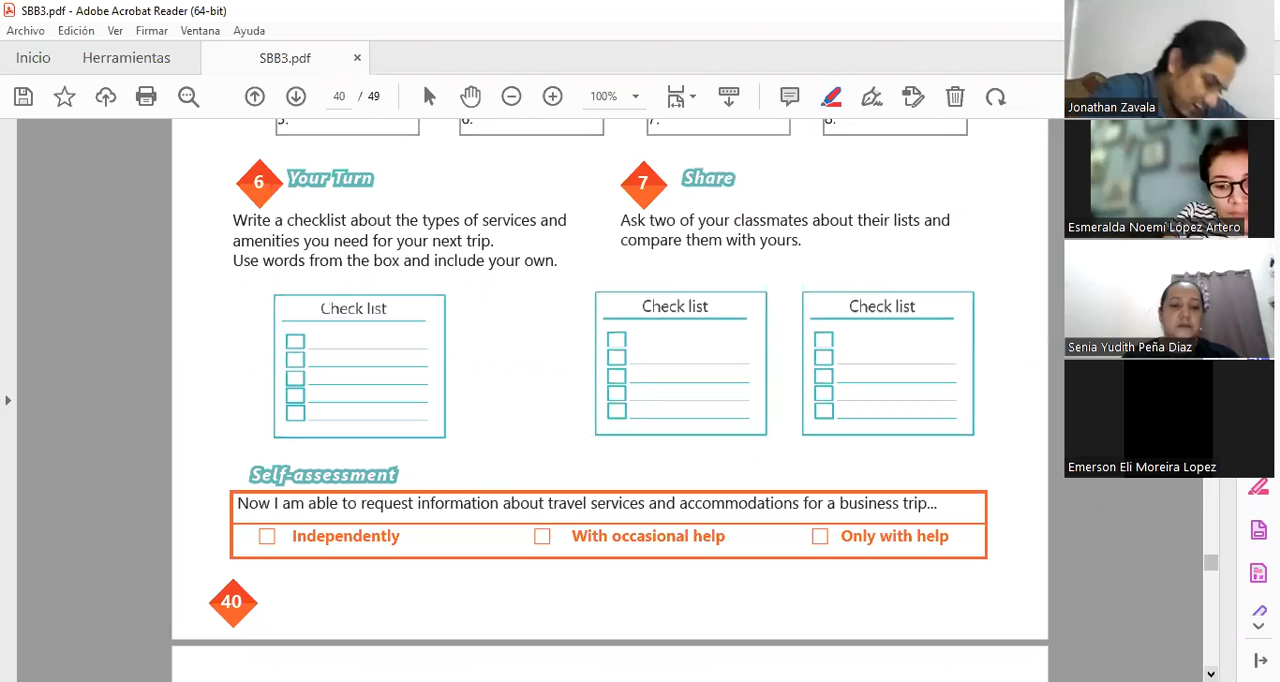 SBB3.pdf - Adobe Acrobat Reader (64-bit)
Archivo Edición Ver Firmar Ventana Ayuda
Inicio Herramientas SBB3.pdf ×
40 / 49 100%
5. 6. 7. 8.
6 Your Turn
Write a checklist about the types of services and
amenities you need for your next trip.
Use words from the box and include your own.
Check list
7 Share
Ask two of your classmates about their lists and
compare them with yours.
Check list
Check list
Self-assessment
Now I am able to request information about travel services and accommodations for a business trip...
Independently With occasional help Only with help
40
Jonathan Zavala
Esmeralda Noemí López Artero
Senia Yudith Peña Diaz
Emerson Eli Moreira Lopez